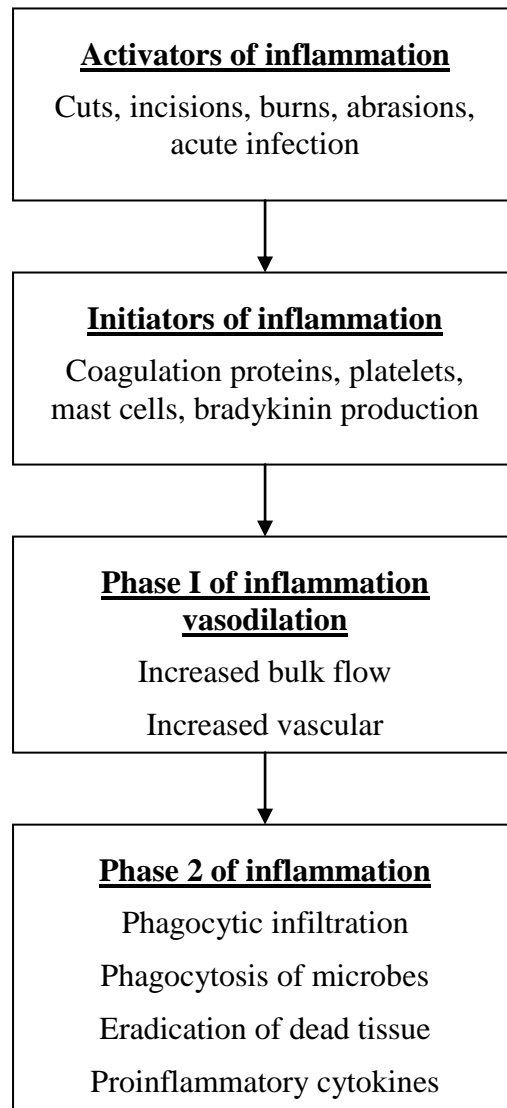 Activators of inflammation
Cuts, incisions, burns, abrasions,
acute infection
Initiators of inflammation
Coagulation proteins, platelets,
mast cells, bradykinin production
Phase I of inflammation
vasodilation
Increased bulk flow
Increased vascular
Phase 2 of inflammation
Phagocytic infiltration
Phagocytosis of microbes
Eradication of dead tissue
Proinflammatory cytokines